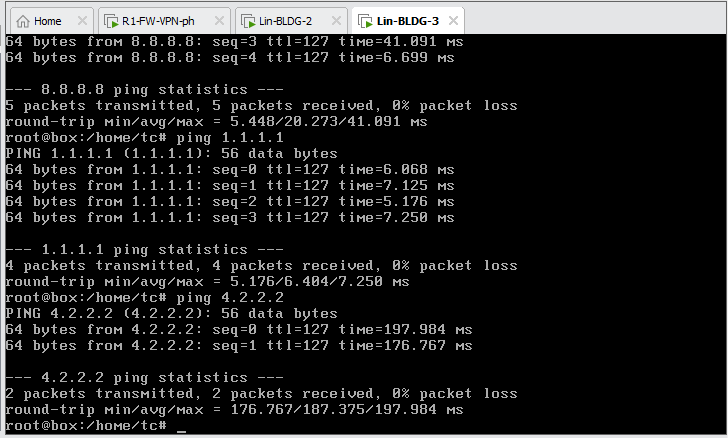 Home
R1-FW-VPN-ph
Lin-BLDG-2
Lin-BLDG-3
64 bytes from 8.8.8.8: seq=3 ttl=127 time=41.091 ms
64 bytes from 8.8.8.8: seq=4 ttl=127 time=6.699 ms
--- 8.8.8.8 ping statistics ---
5 packets transmitted, 5 packets received, 0% packet loss
round-trip min/avg/max = 5.448/20.273/41.091 ms
root@box:/home/tc# ping 1.1.1.1
PING 1.1.1.1 (1.1.1.1): 56 data bytes
64 bytes from 1.1.1.1: seq=0 ttl=127 time=6.068 ms
64 bytes from 1.1.1.1: seq=1 ttl=127 time=7.125 ms
64 bytes from 1.1.1.1: seq=2 ttl=127 time=5.176 ms
64 bytes from 1.1.1.1: seq=3 ttl=127 time=7.250 ms
--- 1.1.1.1 ping statistics ---
4 packets transmitted, 4 packets received, 0% packet loss
round-trip min/avg/max = 5.176/6.404/7.250 ms
root@box:/home/tc# ping 4.2.2.2
PING 4.2.2.2 (4.2.2.2): 56 data bytes
64 bytes from 4.2.2.2: seq=0 ttl=127 time=197.984 ms
64 bytes from 4.2.2.2: seq=1 ttl=127 time=176.767 ms
--- 4.2.2.2 ping statistics ---
2 packets transmitted, 2 packets received, 0% packet loss
round-trip min/avg/max = 176.767/187.375/197.984 ms
root@box:/home/tc# _